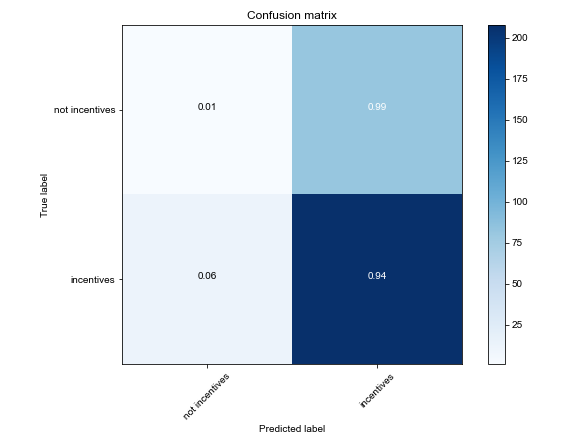 Confusion matrix
200
175
150
125
100
75
50
25
True label
not incentives
incentives
0.01
0.99
0.06
0.94
not incentives
incentives
Predicted label